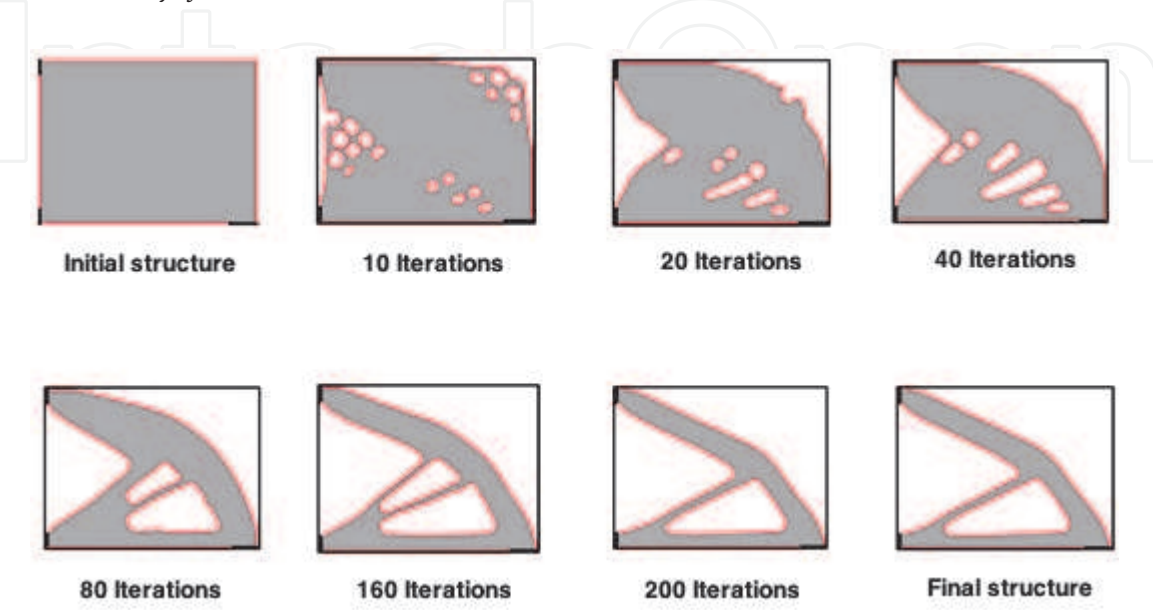 Initial structure
10 Iterations
20 Iterations
40 Iterations
80 Iterations
160 Iterations
200 Iterations
Final structure